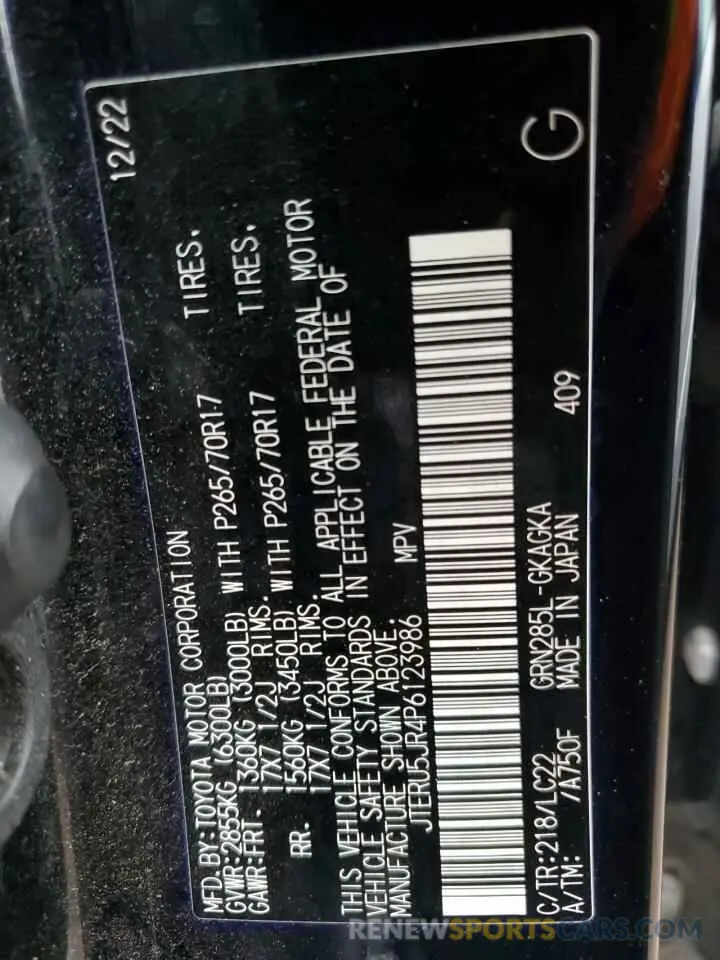 MFD.BY:TOYOTA MOTOR CORPORATION 12/22
GVWR:2855KG (6300LB)
GAWR:FRT. 1360KG (3000LB) WITH P265/70R17 TIRES.
17X7 1/2J RIMS.
RR. 1560KG (3450LB) WITH P265/70R17 TIRES.
17X7 1/2J RIMS.
THIS VEHICLE CONFORMS TO ALL APPLICABLE FEDERAL MOTOR
VEHICLE SAFETY STANDARDS IN EFFECT ON THE DATE OF
MANUFACTURE SHOWN ABOVE.
JTERU5JR4P6123986 MPV
C/TR:218/LC22 GRN285L-GKAGKA 409
A/TM: /A750F MADE IN JAPAN
G
RENEWSPORTSCARS.COM